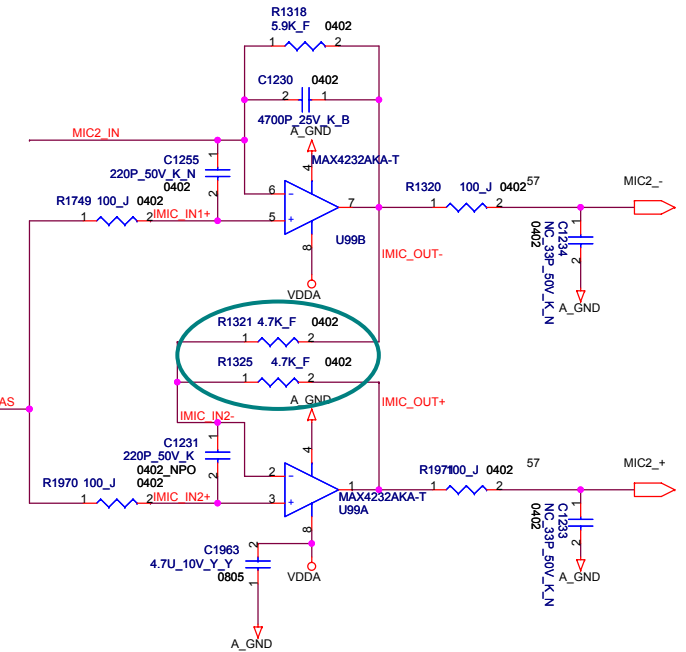 R1318
5.9K_F 0402
1 2
C1230 0402
2 1
4700P_25V_K_B
A_GND
MIC2_IN
MAX4232AKA-T
C1255
220P_50V_K_N
0402
1
2
4
R1749 100_J 0402
1 2
IMIC_IN1+
6
5
7
8
U99B
R1320 100_J 0402
1 2
57
MIC2_-
C1234
NC_33P_50V_K_N
0402
1
2
A_GND
IMIC_OUT-
VDDA
R1321 4.7K_F 0402
1 2
R1325 4.7K_F 0402
1 2
A_GND
AS
IMIC_IN2-
IMIC_OUT+
C1231
220P_50V_K
0402_NPO
1
2
4
R1970 100_J 0402
1 2
IMIC_IN2+
2
3
1
8
MAX4232AKA-T
U99A
R1971 100_J 0402
1 2
57
MIC2_+
C1233
NC_33P_50V_K_N
0402
1
2
A_GND
C1963
4.7U_10V_Y_Y
0805
2
1
VDDA
A_GND